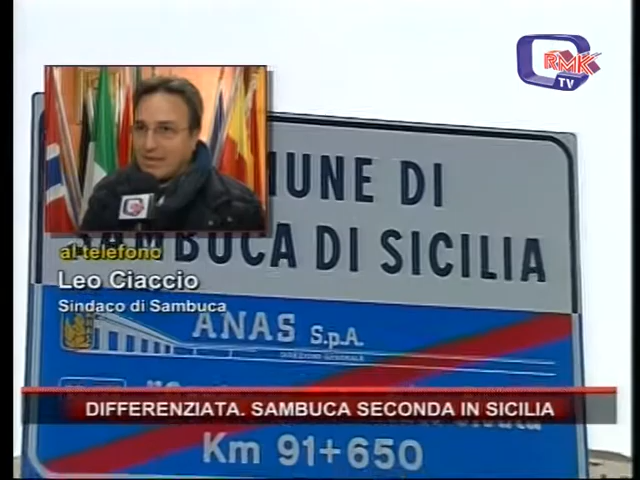 RMK
TV
MUNE DI
MBUCA DI SICILIA
al telefono
Leo Ciaccio
Sindaco di Sambuca
ANAS S.p.A.
DIREZIONE GENERALE
DIFFERENZIATA. SAMBUCA SECONDA IN SICILIA
Km 91+650